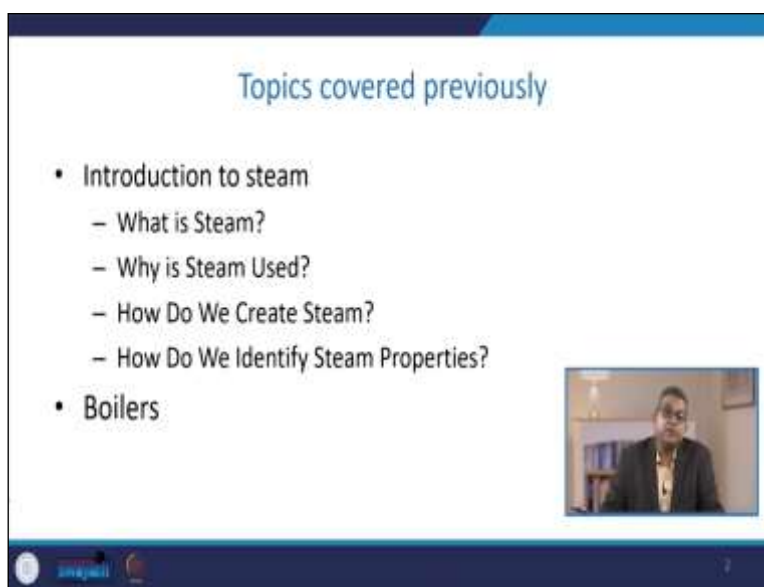 Topics covered previously
• Introduction to steam
– What is Steam?
– Why is Steam Used?
– How Do We Create Steam?
– How Do We Identify Steam Properties?
• Boilers
2